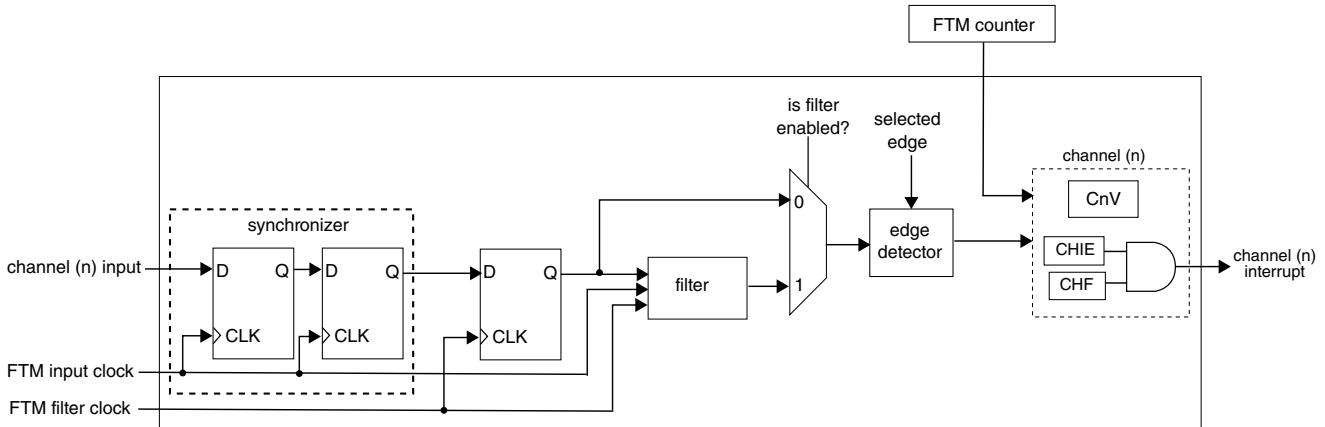 FTM counter
is filter
enabled?
selected
edge
channel (n)
CnV
synchronizer
0
edge
detector
channel (n) input
D
Q
D
Q
D
Q
CHIE
CHF
channel (n)
interrupt
filter
1
CLK
CLK
CLK
FTM input clock
FTM filter clock